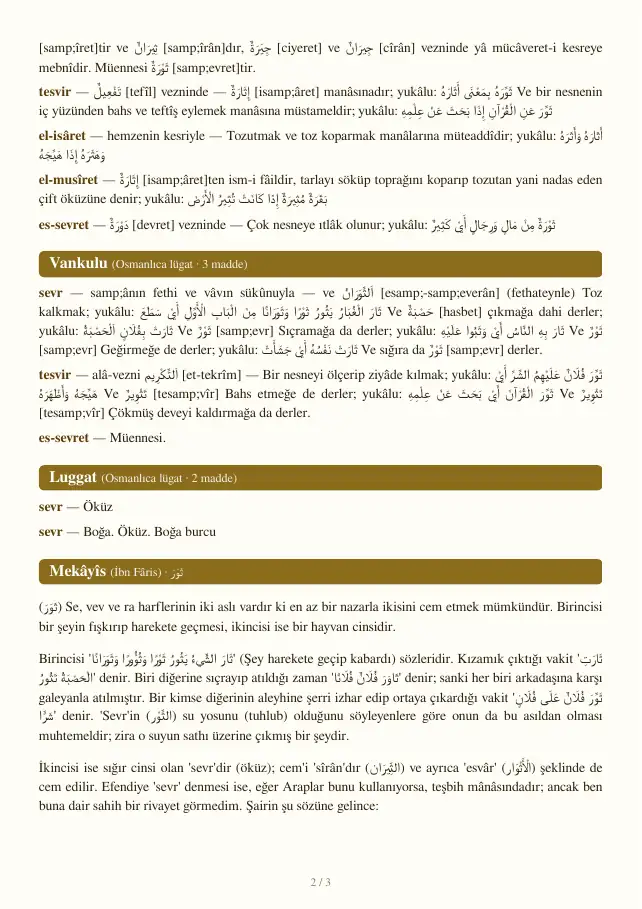 [samp;îret]tir ve ثِيرَانٌ [samp;îrân]dır, جِيَرَةٌ [ciyeret] ve جِيرَانٌ [cîrân] vezninde yâ mücâveret-i kesreye
mebnîdir. Müennesi ثَوْرَةٌ [samp;evret]tir.
tesvir — تَفْعِيلٌ [tefîl] vezninde — إِثَارَةٌ [isamp;âret] manâsınadır; yukâlu: ثَوَّرَهُ بِمَعْنَى أَثَارَهُ Ve bir nesnenin
iç yüzünden bahs ve teftîş eylemek manâsına müstameldir; yukâlu: ثَوَّرَ عَنِ الْقُرْآنِ إِذَا بَحَثَ عَنْ عِلْمِهِ
el-isâret — hemzenin kesriyle — Tozutmak ve toz koparmak manâlarına müteaddîdir; yukâlu: أَثَارَهُ وَأَثَرَهُ
وَهَثَرَهُ إِذَا هَيَّجَهُ
el-musîret — إِثَارَةٌ [isamp;âret]ten ism-i fâildir, tarlayı söküp toprağını koparıp tozutan yani nadas eden
çift öküzüne denir; yukâlu: بَقَرَةٌ مُثِيرَةٌ إِذَا كَانَتْ تُثِيرُ الْأَرْضَ
es-sevret — دَوْرَةٌ [devret] vezninde — Çok nesneye ıtlâk olunur; yukâlu: ثَوْرَةٌ مِنْ مَالٍ وَرِجَالٍ أَيْ كَثِيرٌ
Vankulu (Osmanlıca lügat · 3 madde)
sevr — samp;ânın fethi ve vâvın sükûnuyla — ve اَلثَّوَرَانُ [esamp;-samp;everân] (fethateynle) Toz
kalkmak; yukâlu: ثَارَ الْغُبَارُ يَثُورُ ثَوْرًا وَثَوَرَانًا مِنَ الْبَابِ الْأَوَّلِ أَيْ سَطَعَ Ve حَصْبَةٌ [hasbet] çıkmağa dahi derler;
yukâlu: ثَارَتْ بِفُلَانٍ اَلْحَصْبَةُ Ve ثَوْرٌ [samp;evr] Sıçramağa da derler; yukâlu: ثَارَ بِهِ النَّاسُ أَيْ وَثَبُوا عَلَيْهِ Ve ثَوْرٌ
[samp;evr] Geğirmeğe de derler; yukâlu: ثَارَتْ نَفْسُهُ أَيْ جَشَأَتْ Ve sığıra da ثَوْرٌ [samp;evr] derler.
tesvir — alâ-vezni اَلتَّكْرِيمِ [et-tekrîm] — Bir nesneyi ölçerip ziyâde kılmak; yukâlu: ثَوَّرَ فُلَانٌ عَلَيْهِمُ الشَّرَّ أَيْ
هَيَّجَهُ وَأَظْهَرَهُ Ve تَثْوِيرٌ [tesamp;vîr] Bahs etmeğe de derler; yukâlu: ثَوَّرَ الْقُرْآنَ أَيْ بَحَثَ عَنْ عِلْمِهِ Ve تَثْوِيرٌ
[tesamp;vîr] Çökmüş deveyi kaldırmağa da derler.
es-sevret — Müennesi.
Luggat (Osmanlıca lügat · 2 madde)
sevr — Öküz
sevr — Boğa. Öküz. Boğa burcu
Mekâyîs (İbn Fâris) · ثَوَرَ
(ثَوَرَ) Se, vev ve ra harflerinin iki aslı vardır ki en az bir nazarla ikisini cem etmek mümkündür. Birincisi
bir şeyin fışkırıp harekete geçmesi, ikincisi ise bir hayvan cinsidir.
Birincisi 'ثَارَ الشَّيْءُ يَثُورُ ثَوْرًا وَثُؤُورًا وَثَوَرَانًا' (Şey harekete geçip kabardı) sözleridir. Kızamık çıktığı vakit 'ثَارَتِ
الْحَصْبَةُ تَثُورُ' denir. Biri diğerine sıçrayıp atıldığı zaman 'ثَاوَرَ فُلَانٌ فُلَانًا' denir; sanki her biri arkadaşına karşı
galeyanla atılmıştır. Bir kimse diğerinin aleyhine şerri izhar edip ortaya çıkardığı vakit 'ثَوَّرَ فُلَانٌ عَلَى فُلَانٍ
شَرًّا' denir. 'Sevr'in (الثَّوْر) su yosunu (tuhlub) olduğunu söyleyenlere göre onun da bu asıldan olması
muhtemeldir; zira o suyun sathı üzerine çıkmış bir şeydir.
İkincisi ise sığır cinsi olan 'sevr'dir (öküz); cem'i 'sîrân'dır (الثِّيرَان) ve ayrıca 'esvâr' (الْأَثْوَار) şeklinde de
cem edilir. Efendiye 'sevr' denmesi ise, eğer Araplar bunu kullanıyorsa, teşbih mânâsındadır; ancak ben
buna dair sahih bir rivayet görmedim. Şairin şu sözüne gelince:
2 / 3